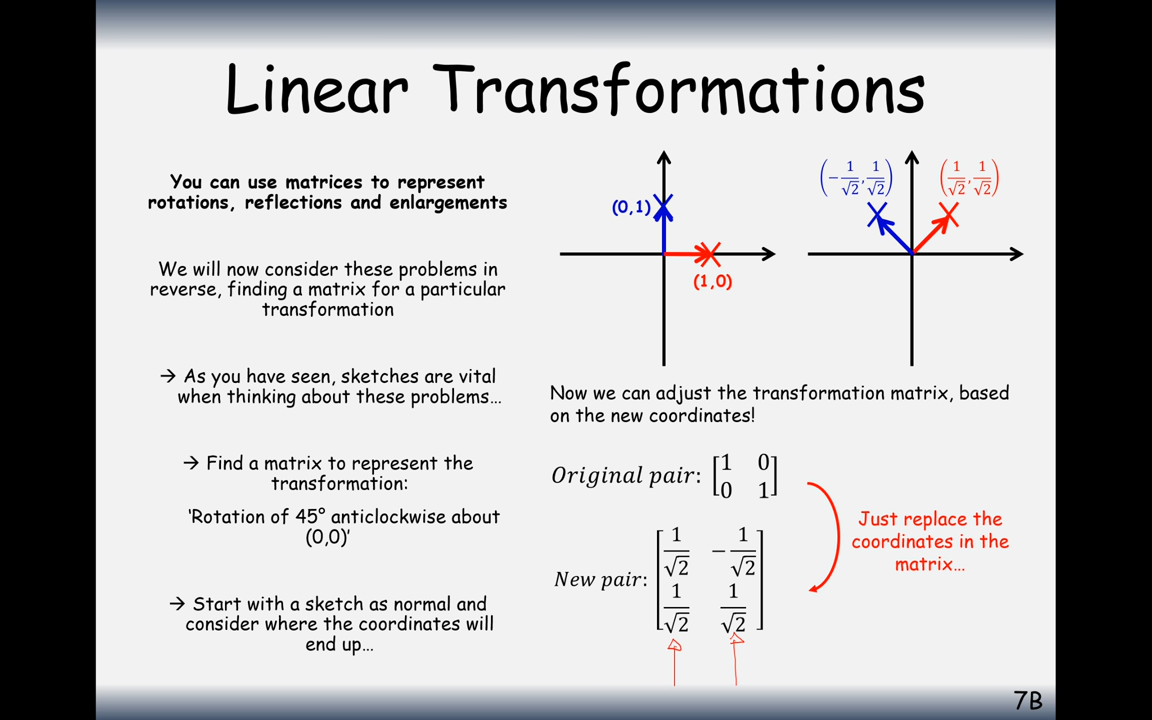 Linear Transformations
You can use matrices to represent
rotations, reflections and enlargements
We will now consider these problems in
reverse, finding a matrix for a particular
transformation
→ As you have seen, sketches are vital
when thinking about these problems…
→ Find a matrix to represent the
transformation:
‘Rotation of 45° anticlockwise about
(0,0)’
→ Start with a sketch as normal and
consider where the coordinates will
end up…
(0,1)
(1,0)
(−1/√2, 1/√2)
(1/√2, 1/√2)
Now we can adjust the transformation matrix, based
on the new coordinates!
Original pair: [1 0
0 1]
New pair: [1/√2 −1/√2
1/√2 1/√2]
Just replace the
coordinates in the
matrix…
7B